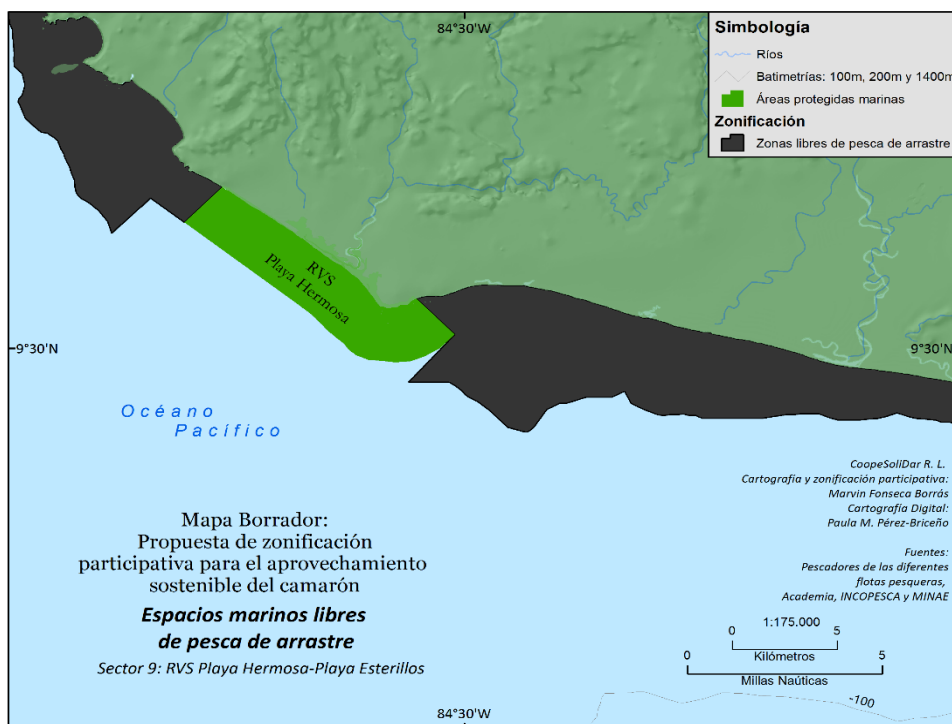 84°30'W
Simbología
Ríos
Batimetrías: 100m, 200m y 1400m
Áreas protegidas marinas
Zonificación
Zonas libres de pesca de arrastre
RVS
Playa Hermosa
9°30'N
9°30'N
Océano
Pacífico
CoopeSoliDar R. L.
Cartografía y zonificación participativa:
Marvin Fonseca Borrás
Cartografía Digital:
Paula M. Pérez-Briceño
Fuentes:
Pescadores de las diferentes
flotas pesqueras,
Academia, INCOPESCA y MINAE
Mapa Borrador:
Propuesta de zonificación
participativa para el aprovechamiento
sostenible del camarón
Espacios marinos libres
de pesca de arrastre
Sector 9: RVS Playa Hermosa-Playa Esterillos
1:175.000
0 5
Kilómetros
0 5
Millas Naúticas
-100
84°30'W